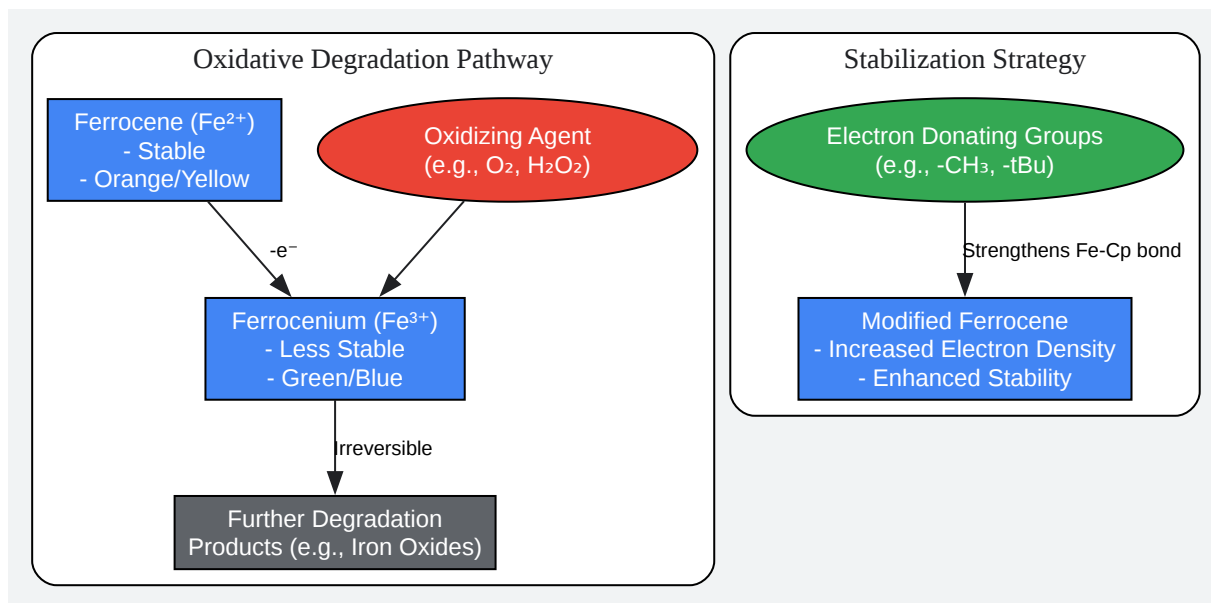 Oxidative Degradation Pathway
Ferrocene (Fe²⁺)
- Stable
- Orange/Yellow
Oxidizing Agent
(e.g., O₂, H₂O₂)
-e⁻
Ferrocenium (Fe³⁺)
- Less Stable
- Green/Blue
Irreversible
Further Degradation
Products (e.g., Iron Oxides)
Stabilization Strategy
Electron Donating Groups
(e.g., -CH₃, -tBu)
Strengthens Fe-Cp bond
Modified Ferrocene
- Increased Electron Density
- Enhanced Stability